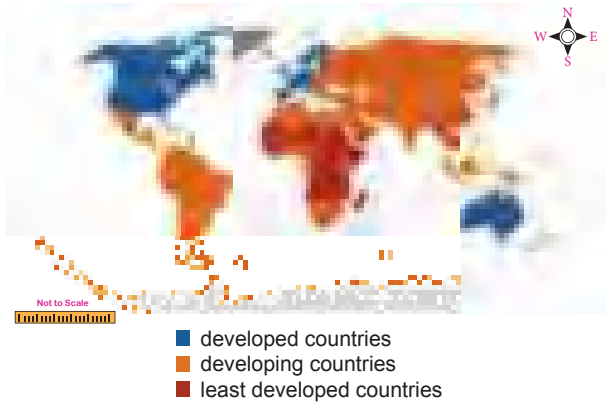 N
W E
S
Not to Scale
developed countries
developing countries
least developed countries